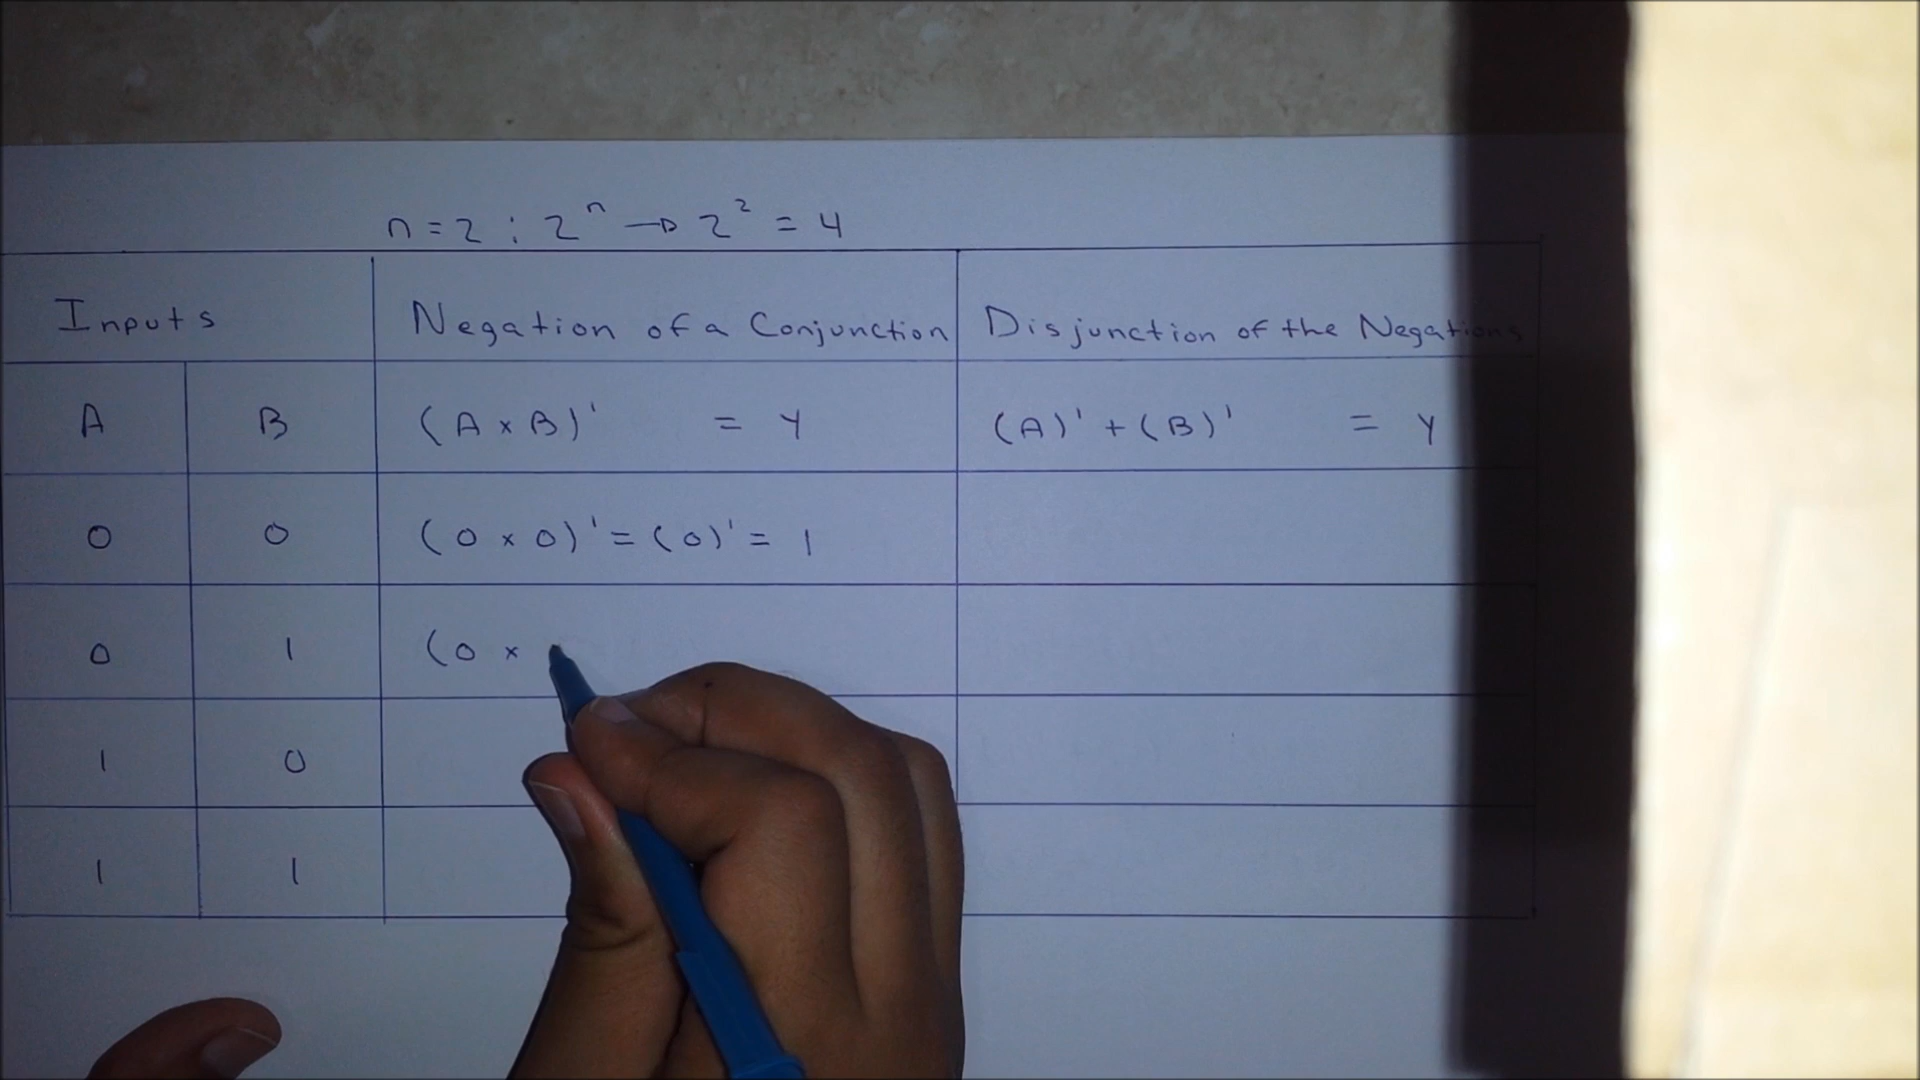 n = 2 : 2ⁿ → 2² = 4
Inputs Negation of a Conjunction Disjunction of the Negations
A B (A × B)' = Y (A)' + (B)' = Y
0 0 (0 × 0)' = (0)' = 1
0 1 (0 ×
1 0
1 1